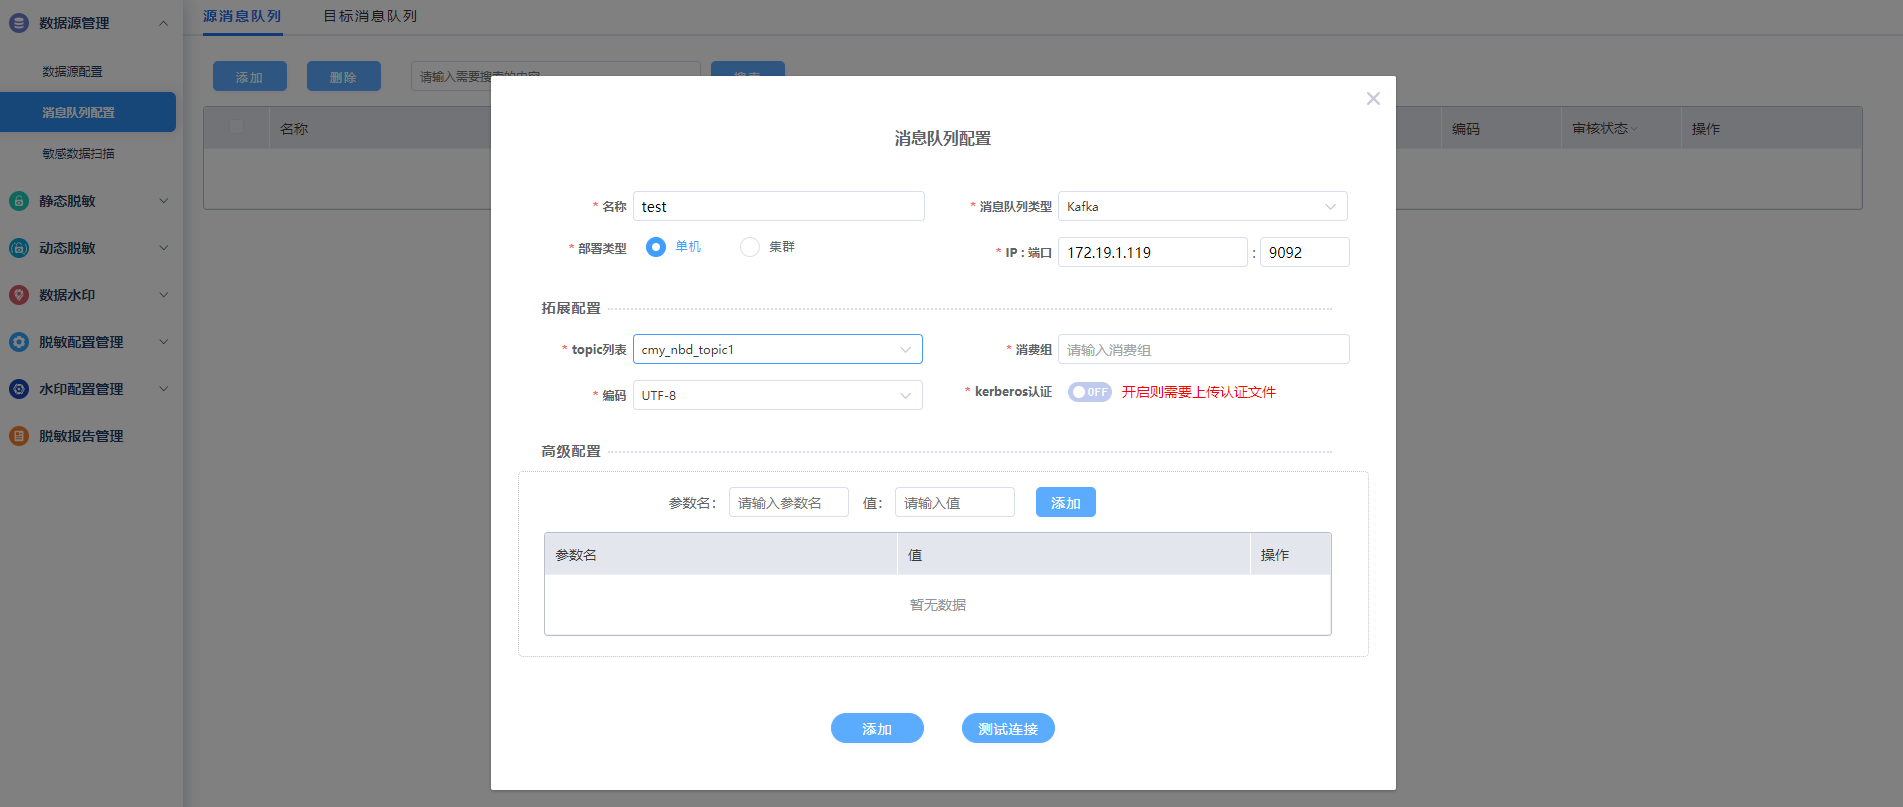 数据源管理
数据源配置
消息队列配置
敏感数据扫描
静态脱敏
动态脱敏
数据水印
脱敏配置管理
水印配置管理
脱敏报告管理
源消息队列 目标消息队列
添加 删除 请输入需要搜索的内容
名称 编码 审核状态 操作
消息队列配置
* 名称 test * 消息队列类型 Kafka
* 部署类型 单机 集群 * IP : 端口 172.19.1.119 : 9092
拓展配置
* topic列表 cmy_nbd_topic1 * 消费组 请输入消费组
* 编码 UTF-8 * kerberos认证 OFF 开启则需要上传认证文件
高级配置
参数名： 请输入参数名 值： 请输入值 添加
参数名 值 操作
暂无数据
添加 测试连接